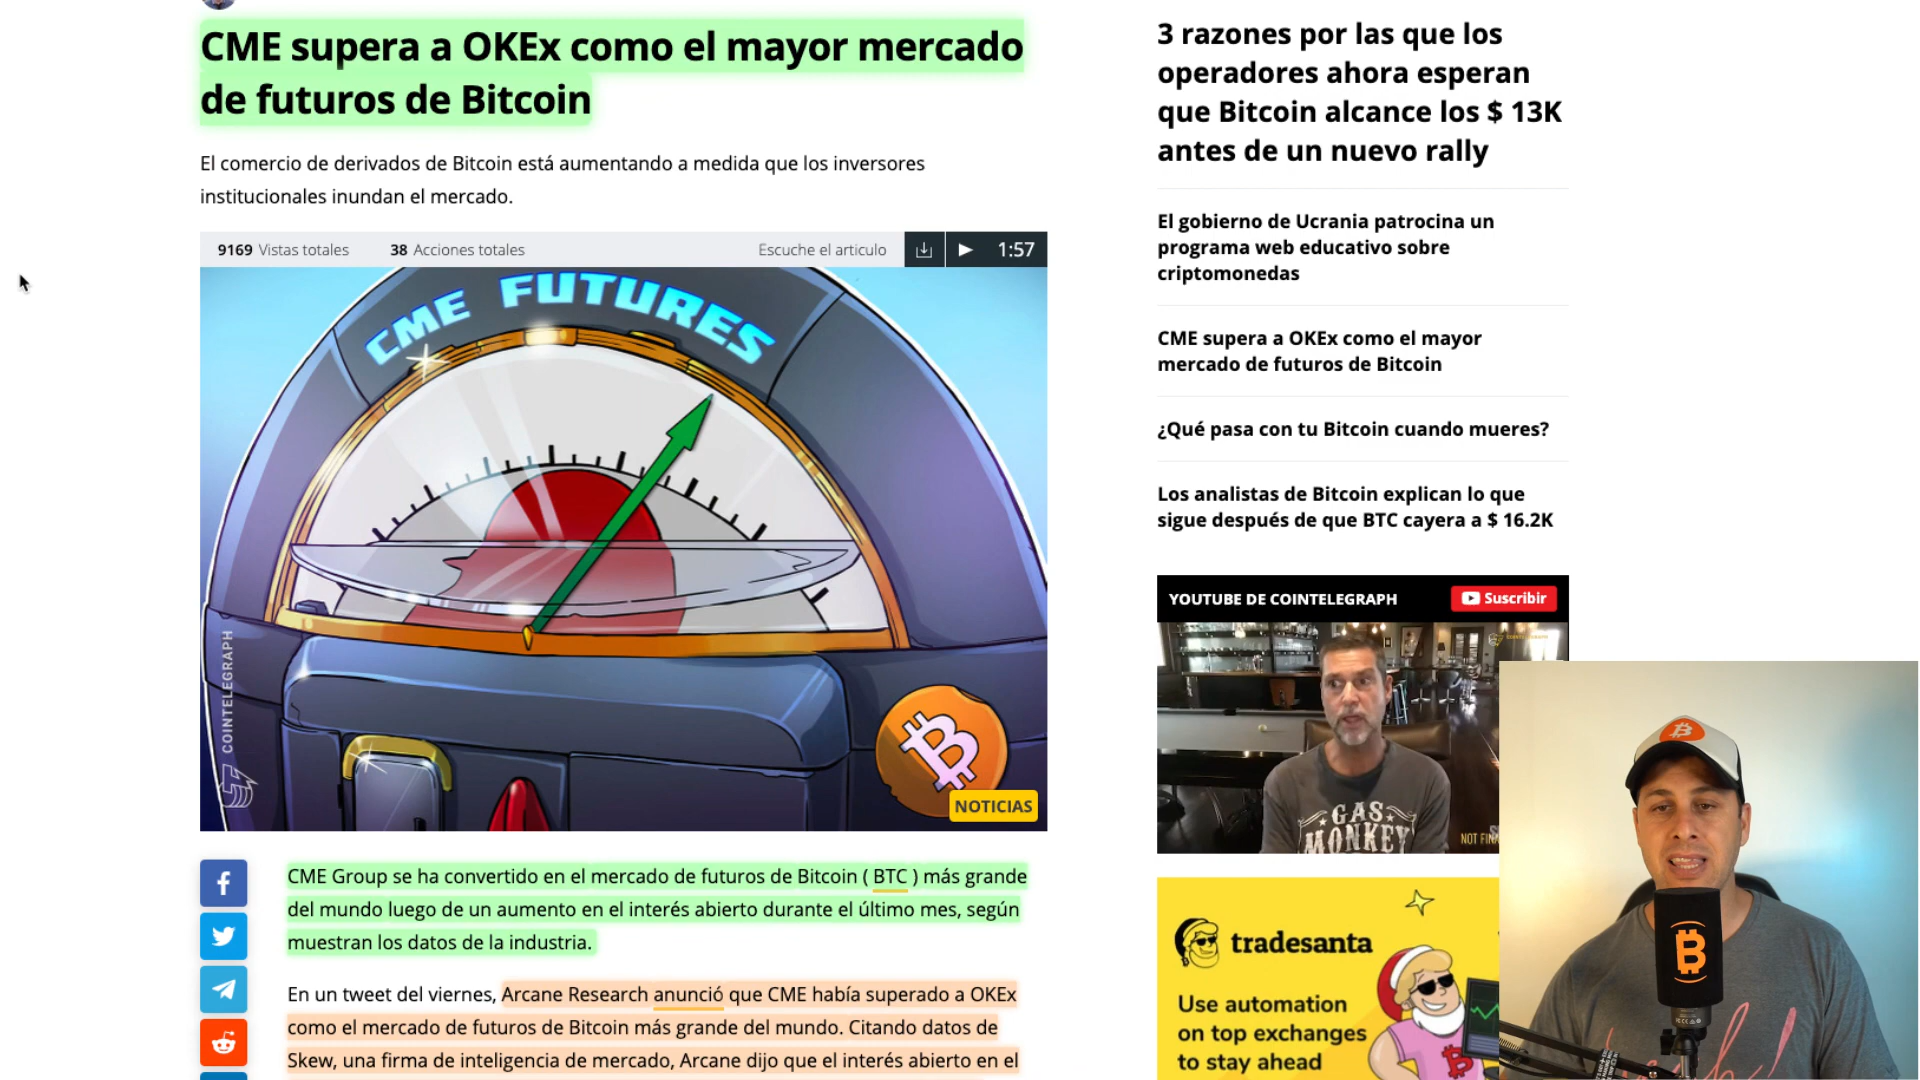 CME supera a OKEx como el mayor mercado
de futuros de Bitcoin
El comercio de derivados de Bitcoin está aumentando a medida que los inversores
institucionales inundan el mercado.
9169 Vistas totales 38 Acciones totales Escuche el articulo 1:57
CME FUTURES
COINTELEGRAPH
NOTICIAS
CME Group se ha convertido en el mercado de futuros de Bitcoin ( BTC ) más grande
del mundo luego de un aumento en el interés abierto durante el último mes, según
muestran los datos de la industria.
En un tweet del viernes, Arcane Research anunció que CME había superado a OKEx
como el mercado de futuros de Bitcoin más grande del mundo. Citando datos de
Skew, una firma de inteligencia de mercado, Arcane dijo que el interés abierto en el
3 razones por las que los
operadores ahora esperan
que Bitcoin alcance los $ 13K
antes de un nuevo rally
El gobierno de Ucrania patrocina un
programa web educativo sobre
criptomonedas
CME supera a OKEx como el mayor
mercado de futuros de Bitcoin
¿Qué pasa con tu Bitcoin cuando mueres?
Los analistas de Bitcoin explican lo que
sigue después de que BTC cayera a $ 16.2K
YOUTUBE DE COINTELEGRAPH Suscribir
GAS
MONKEY
NOT
tradesanta
Use automation
on top exchanges
to stay ahead